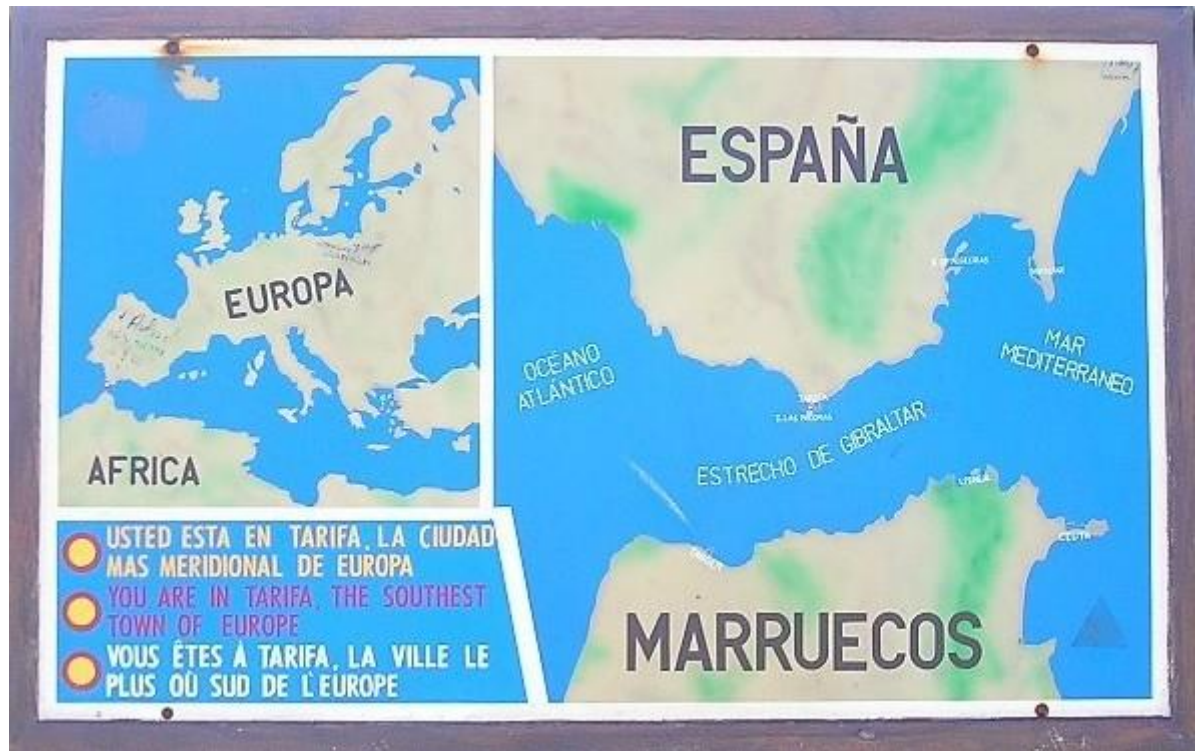 EUROPA
AFRICA
ESPAÑA
OCÉANO
ATLÁNTICO
MAR
MEDITERRANEO
TARIFA
ESTRECHO DE GIBRALTAR
CEUTA
MARRUECOS
USTED ESTA EN TARIFA, LA CIUDAD
MAS MERIDIONAL DE EUROPA
YOU ARE IN TARIFA, THE SOUTHEST
TOWN OF EUROPE
VOUS ÊTES À TARIFA, LA VILLE LE
PLUS OÙ SUD DE L'EUROPE